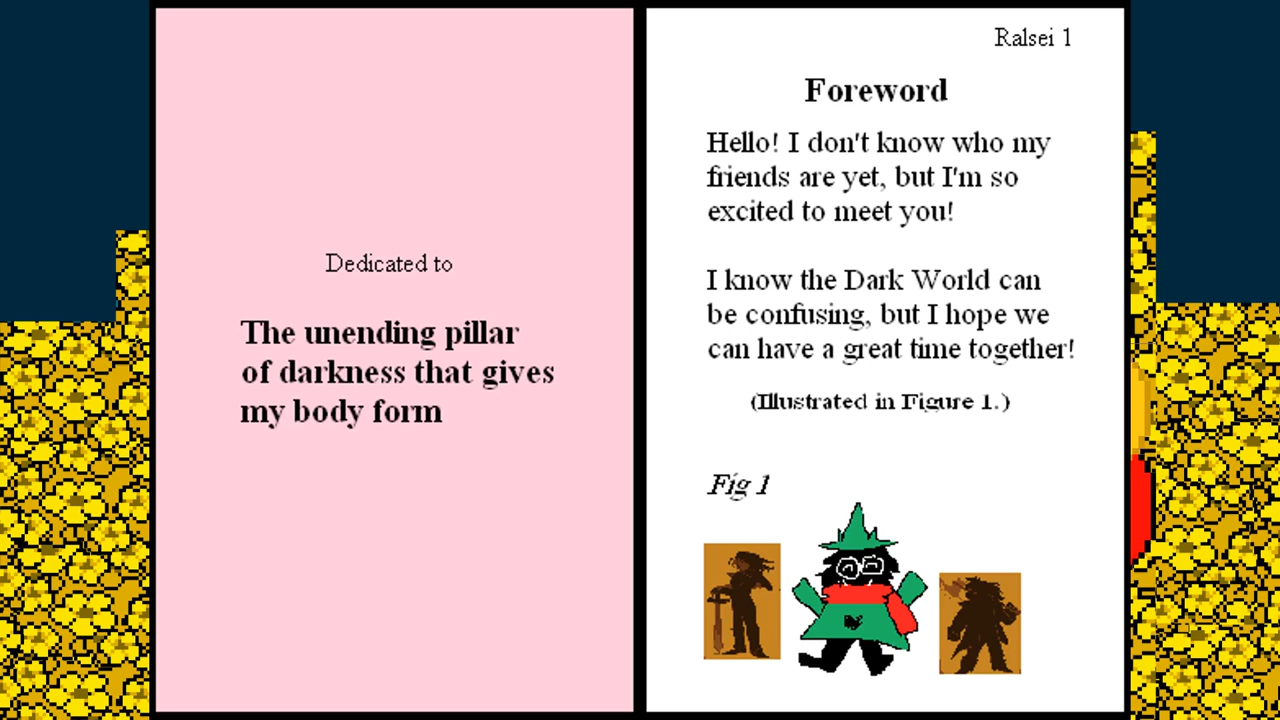 Dedicated to
The unending pillar
of darkness that gives
my body form
Ralsei 1
Foreword
Hello! I don't know who my
friends are yet, but I'm so
excited to meet you!
I know the Dark World can
be confusing, but I hope we
can have a great time together!
(Illustrated in Figure 1.)
Fig 1